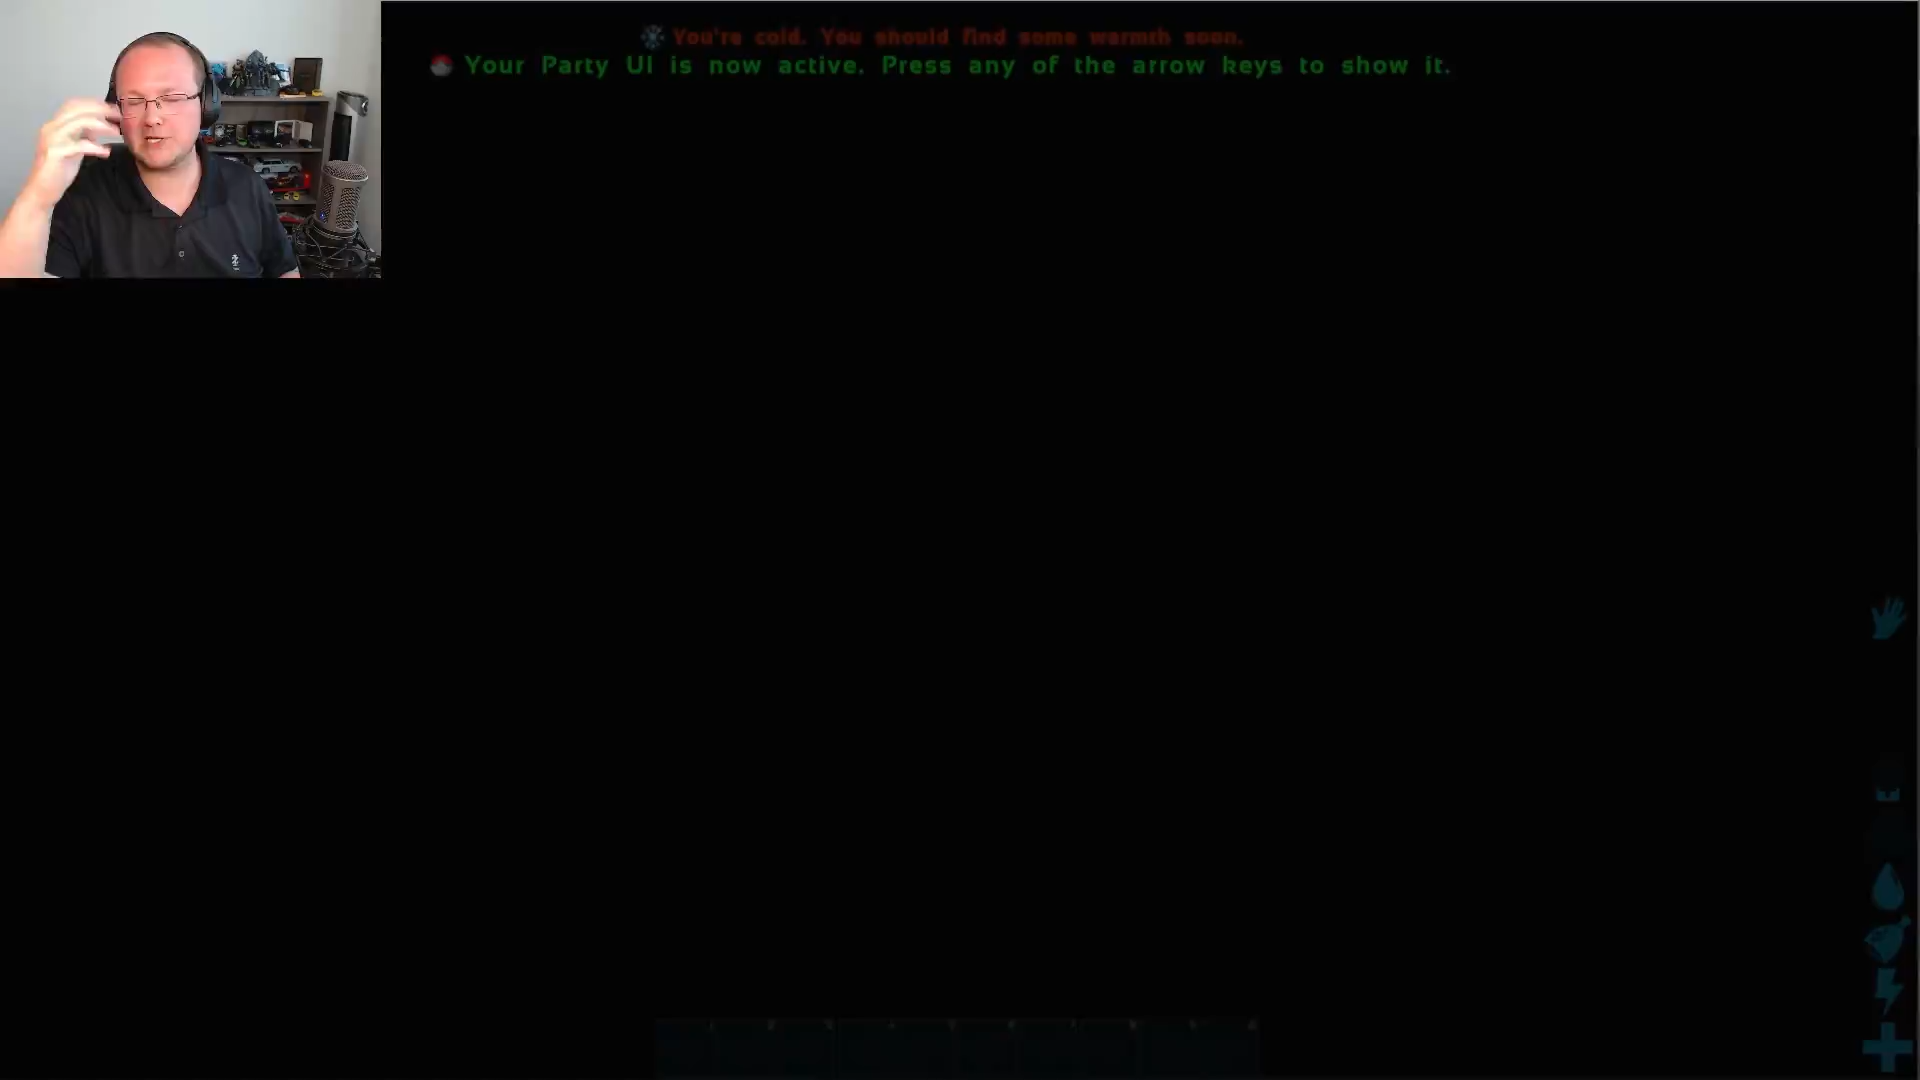 You're cold. You should find some warmth soon.
Your Party UI is now active. Press any of the arrow keys to show it.